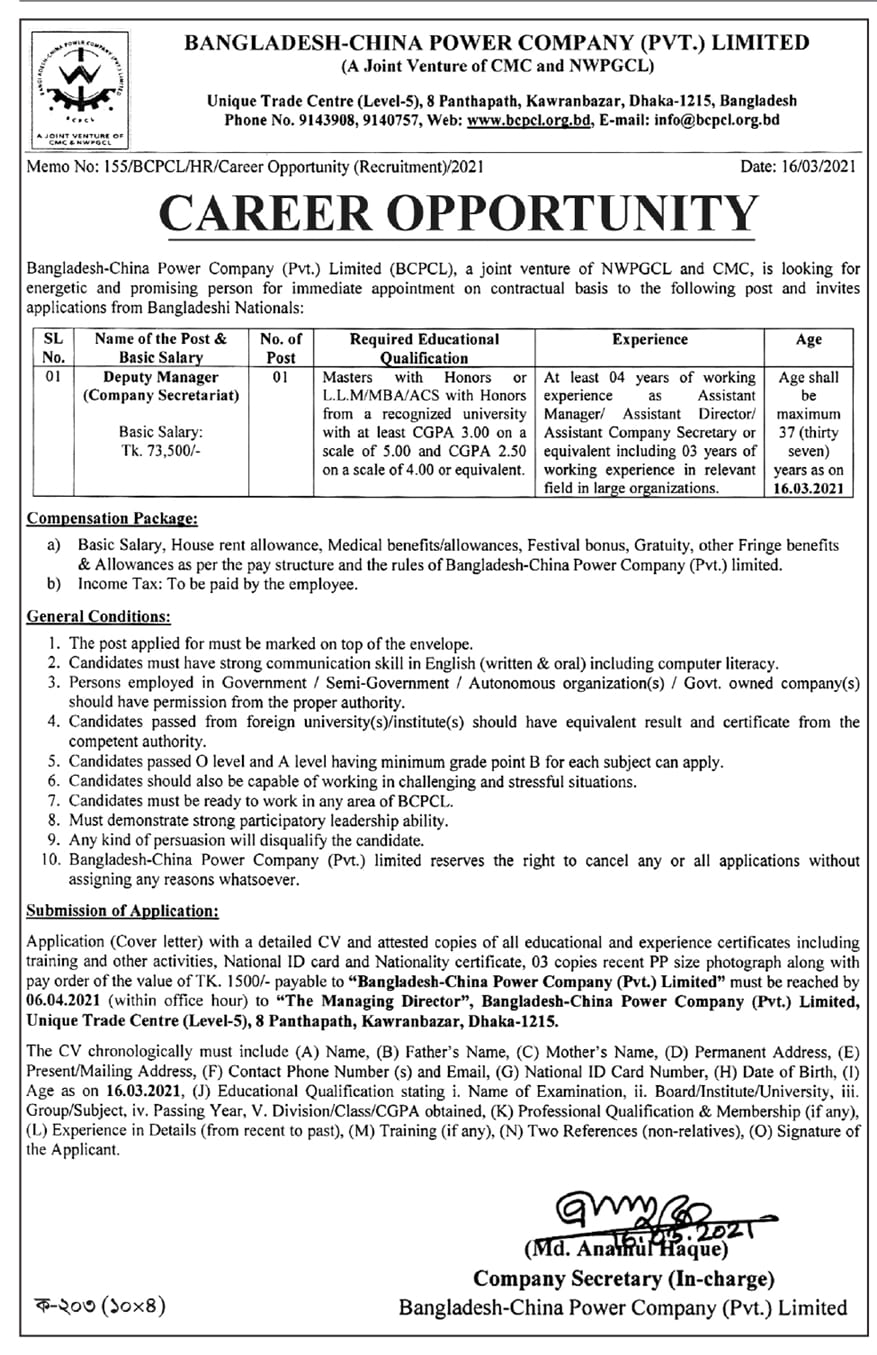 BANGLADESH-CHINA POWER COMPANY (PVT.) LIMITED
(A Joint Venture of CMC and NWPGCL)
Unique Trade Centre (Level-5), 8 Panthapath, Kawranbazar, Dhaka-1215, Bangladesh
Phone No. 9143908, 9140757, Web: www.bcpcl.org.bd, E-mail: info@bcpcl.org.bd
BANGLADESH-CHINA POWER COMPANY (PVT.) LIMITED
BCPCL
A JOINT VENTURE OF
CMC & NWPGCL
Memo No: 155/BCPCL/HR/Career Opportunity (Recruitment)/2021 Date: 16/03/2021
CAREER OPPORTUNITY
Bangladesh-China Power Company (Pvt.) Limited (BCPCL), a joint venture of NWPGCL and CMC, is looking for
energetic and promising person for immediate appointment on contractual basis to the following post and invites
applications from Bangladeshi Nationals:
SL No. | Name of the Post & Basic Salary | No. of Post | Required Educational Qualification | Experience | Age
01
Deputy Manager
(Company Secretariat)
Basic Salary:
Tk. 73,500/-
01
Masters with Honors or
L.L.M/MBA/ACS with Honors
from a recognized university
with at least CGPA 3.00 on a
scale of 5.00 and CGPA 2.50
on a scale of 4.00 or equivalent.
At least 04 years of working
experience as Assistant
Manager/ Assistant Director/
Assistant Company Secretary or
equivalent including 03 years of
working experience in relevant
field in large organizations.
Age shall
be
maximum
37 (thirty
seven)
years as on
16.03.2021
Compensation Package:
a) Basic Salary, House rent allowance, Medical benefits/allowances, Festival bonus, Gratuity, other Fringe benefits
& Allowances as per the pay structure and the rules of Bangladesh-China Power Company (Pvt.) limited.
b) Income Tax: To be paid by the employee.
General Conditions:
1. The post applied for must be marked on top of the envelope.
2. Candidates must have strong communication skill in English (written & oral) including computer literacy.
3. Persons employed in Government / Semi-Government / Autonomous organization(s) / Govt. owned company(s)
should have permission from the proper authority.
4. Candidates passed from foreign university(s)/institute(s) should have equivalent result and certificate from the
competent authority.
5. Candidates passed O level and A level having minimum grade point B for each subject can apply.
6. Candidates should also be capable of working in challenging and stressful situations.
7. Candidates must be ready to work in any area of BCPCL.
8. Must demonstrate strong participatory leadership ability.
9. Any kind of persuasion will disqualify the candidate.
10. Bangladesh-China Power Company (Pvt.) limited reserves the right to cancel any or all applications without
assigning any reasons whatsoever.
Submission of Application:
Application (Cover letter) with a detailed CV and attested copies of all educational and experience certificates including
training and other activities, National ID card and Nationality certificate, 03 copies recent PP size photograph along with
pay order of the value of TK. 1500/- payable to “Bangladesh-China Power Company (Pvt.) Limited” must be reached by
06.04.2021 (within office hour) to “The Managing Director”, Bangladesh-China Power Company (Pvt.) Limited,
Unique Trade Centre (Level-5), 8 Panthapath, Kawranbazar, Dhaka-1215.
The CV chronologically must include (A) Name, (B) Father’s Name, (C) Mother’s Name, (D) Permanent Address, (E)
Present/Mailing Address, (F) Contact Phone Number (s) and Email, (G) National ID Card Number, (H) Date of Birth, (I)
Age as on 16.03.2021, (J) Educational Qualification stating i. Name of Examination, ii. Board/Institute/University, iii.
Group/Subject, iv. Passing Year, V. Division/Class/CGPA obtained, (K) Professional Qualification & Membership (if any),
(L) Experience in Details (from recent to past), (M) Training (if any), (N) Two References (non-relatives), (O) Signature of
the Applicant.
16.03.2021
(Md. Anamul Haque)
Company Secretary (In-charge)
Bangladesh-China Power Company (Pvt.) Limited
ক-২০৩ (১০×৪)